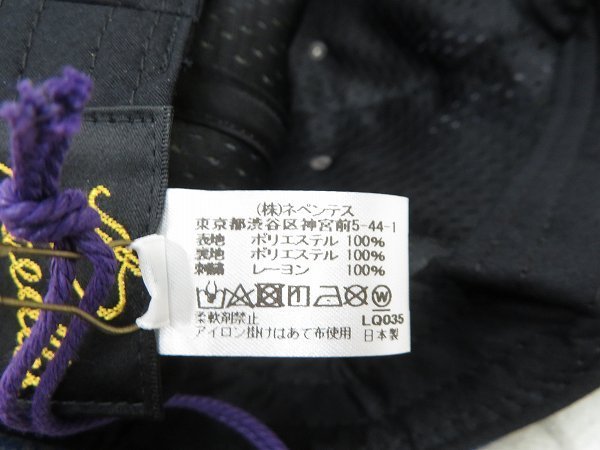 (株)ネペンテス
東京都渋谷区神宮前5-44-1
表地 ポリエステル 100%
裏地 ポリエステル 100%
刺繍 レーヨン 100%
柔軟剤禁止 LQ035
アイロン掛けはあて布使用 日本製